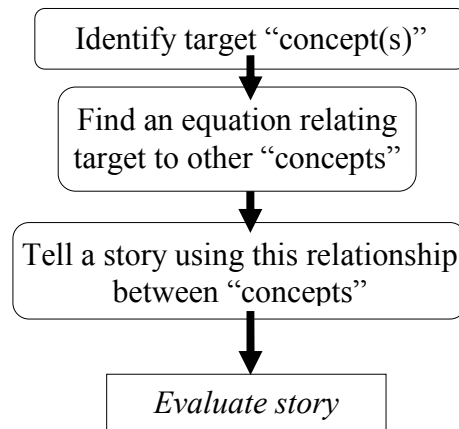 Identify target “concept(s)”
Find an equation relating
target to other “concepts”
Tell a story using this relationship
between “concepts”
Evaluate story